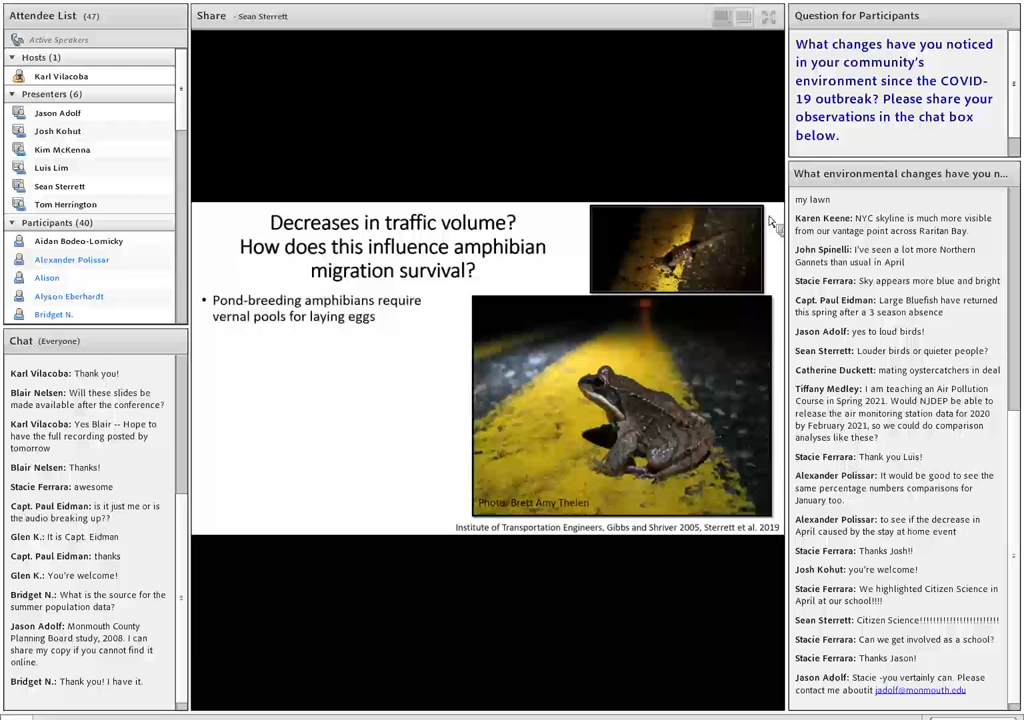 Attendee List (47)
Active Speakers
Hosts (1)
Karl Vilacoba
Presenters (6)
Jason Adolf
Josh Kohut
Kim McKenna
Luis Lim
Sean Sterrett
Tom Herrington
Participants (40)
Aidan Bodeo-Lomicky
Alexander Polissar
Alison
Alyson Eberhardt
Bridget N.
Chat (Everyone)
Karl Vilacoba: Thank you!
Blair Nelsen: Will these slides be
made available after the conference?
Karl Vilacoba: Yes Blair -- Hope to
have the full recording posted by
tomorrow
Blair Nelsen: Thanks!
Stacie Ferrara: awesome
Capt. Paul Eidman: is it just me or is
the audio breaking up??
Glen K.: It is Capt. Eidman
Capt. Paul Eidman: thanks
Glen K.: You're welcome!
Bridget N.: What is the source for the
summer population data?
Jason Adolf: Monmouth County
Planning Board study, 2008. I can
share my copy if you cannot find it
online.
Bridget N.: Thank you! I have it.
Share - Sean Sterrett
Decreases in traffic volume?
How does this influence amphibian
migration survival?
• Pond-breeding amphibians require
vernal pools for laying eggs
Photo: Brett Amy Thelen
Institute of Transportation Engineers, Gibbs and Shriver 2005, Sterrett et al. 2019
Question for Participants
What changes have you noticed
in your community's
environment since the COVID-
19 outbreak? Please share your
observations in the chat box
below.
What environmental changes have you n...
my lawn
Karen Keene: NYC skyline is much more visible
from our vantage point across
Raritan Bay.
John Spinelli: I've seen a lot more Northern
Gannets than usual in April
Stacie Ferrara: Sky appears more blue and bright
Capt. Paul Eidman: Large Bluefish have returned
this spring after a 3 season absence
Jason Adolf: yes to loud birds!
Sean Sterrett: Louder birds or quieter people?
Catherine Duckett: mating oystercatchers in deal
Tiffany Medley: I am teaching an Air Pollution
Course in Spring 2021. Would NJDEP be able to
release the air monitoring station data for 2020
by February 2021, so we could do comparison
analyses like these?
Stacie Ferrara: Thank you Luis!
Alexander Polissar: It would be good to see the
same percentage numbers comparisons for
January too.
Alexander Polissar: to see if the decrease in
April caused by the stay at home event
Stacie Ferrara: Thanks Josh!!
Josh Kohut: you're welcome!
Stacie Ferrara: We highlighted Citizen Science in
April at our school!!!!
Sean Sterrett: Citizen Science!!!!!!!!!!!!!!!!!!!!!!!!
Stacie Ferrara: Can we get involved as a school?
Stacie Ferrara: Thanks Jason!
Jason Adolf: Stacie -you vertainly can. Please
contact me aboutit jadolf@monmouth.edu